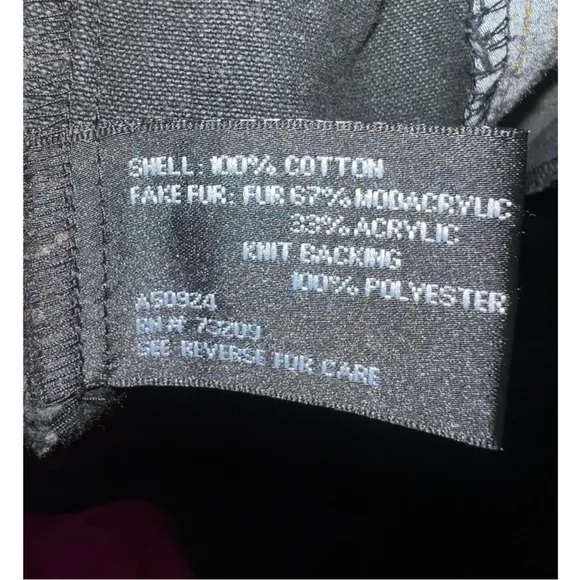 SHELL: 100% COTTON
FAKE FUR: FUR 67% MODACRYLIC
33% ACRYLIC
KNIT BACKING
100% POLYESTER
A50924
RN # 73209
SEE REVERSE FOR CARE